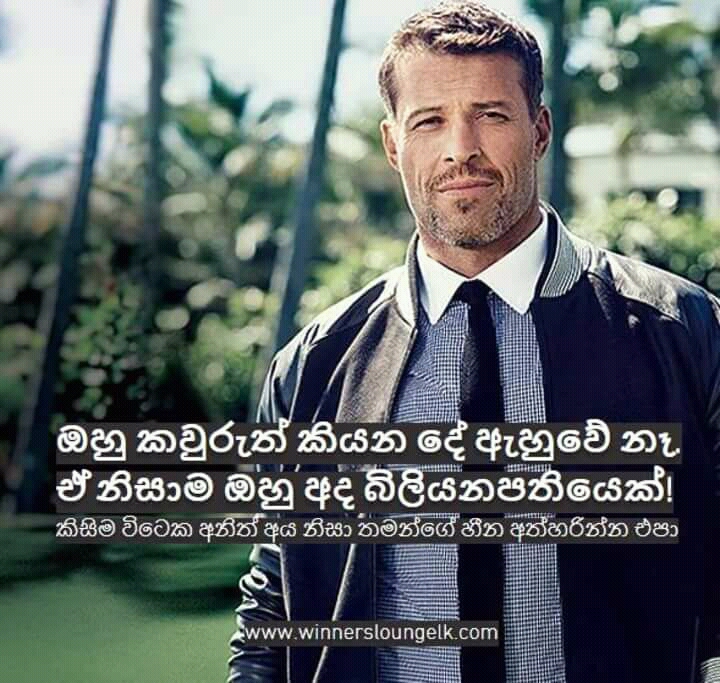 ඔහු කවුරුත් කියන දේ ඇහුවේ නෑ.
ඒ නිසාම ඔහු අද බිලියනපතියෙක්!
කිසිම විටෙක අනිත් අය නිසා තමන්ගේ හීන අත්හරින්න එපා
www.winnersloungelk.com